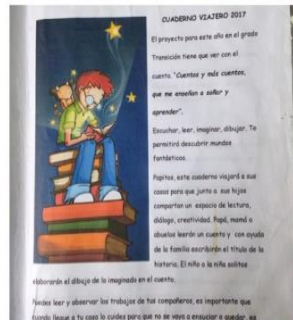 CUADERNO VIAJERO 2017
El proyecto para este año en el grado
Transición tiene que ver con el
cuento. "Cuentos y más cuentos,
que me enseñan a soñar y
aprender".
Escuchar, leer, imaginar, dibujar. Te
permitirá descubrir mundos
fantásticos.
Papitos, este cuaderno viajará a sus
casas para que junto a sus hijos
compartan un espacio de lectura,
diálogo, creatividad. Papá, mamá o
abuelos leerán un cuento y con ayuda
de la familia escribirán el título de la
historia. El niño o la niña solitos
elaborarán el dibujo de lo imaginado en el cuento.
Puedes leer y observar los trabajos de tus compañeros, es importante que
cuando llegue a tu casa lo cuides para que no se vaya a ensuciar o quedar, es